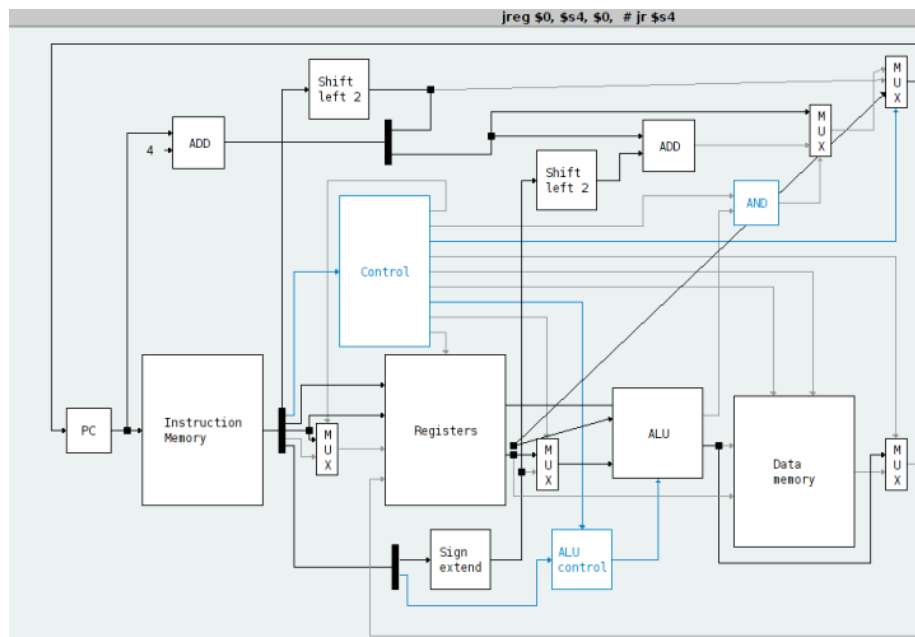 jreg $0, $s4, $0,  # jr $s4
Shift
left 2
M
U
X
M
U
X
4
ADD
ADD
Shift
left 2
AND
Control
PC
Instruction
Memory
M
U
X
Registers
M
U
X
ALU
Data
memory
M
U
X
Sign
extend
ALU
control